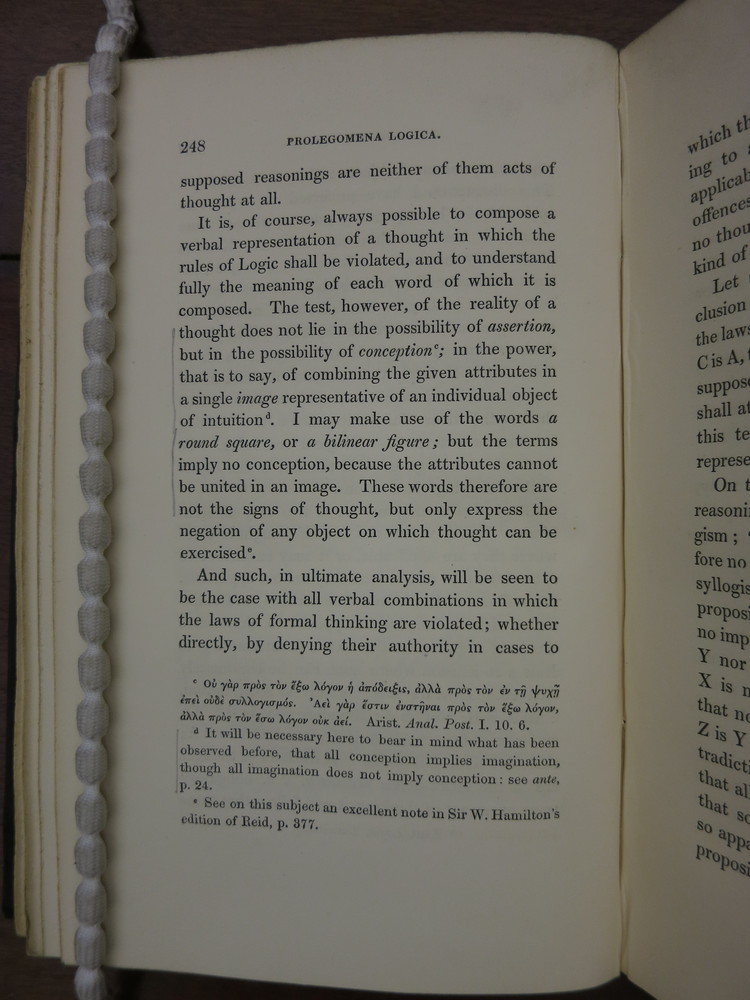 248
PROLEGOMENA LOGICA.
supposed reasonings are neither of them acts of
thought at all.
It is, of course, always possible to compose a
verbal representation of a thought in which the
rules of Logic shall be violated, and to understand
fully the meaning of each word of which it is
composed. The test, however, of the reality of a
thought does not lie in the possibility of assertion,
but in the possibility of conceptionᶜ; in the power,
that is to say, of combining the given attributes in
a single image representative of an individual object
of intuitionᵈ. I may make use of the words a
round square, or a bilinear figure; but the terms
imply no conception, because the attributes cannot
be united in an image. These words therefore are
not the signs of thought, but only express the
negation of any object on which thought can be
exercisedᵉ.
And such, in ultimate analysis, will be seen to
be the case with all verbal combinations in which
the laws of formal thinking are violated; whether
directly, by denying their authority in cases to
ᶜ Οὐ γὰρ πρὸς τὸν ἔξω λόγον ἡ ἀπόδειξις, ἀλλὰ πρὸς τὸν ἐν τῇ ψυχῇ
ἐπεὶ οὐδὲ συλλογισμός. Ἀεὶ γὰρ ἔστιν ἐνστῆναι πρὸς τὸν ἔξω λόγον,
ἀλλὰ πρὸς τὸν ἔσω λόγον οὐκ ἀεί. Arist. Anal. Post. I. 10. 6.
ᵈ It will be necessary here to bear in mind what has been
observed before, that all conception implies imagination,
though all imagination does not imply conception: see ante,
p. 24.
ᵉ See on this subject an excellent note in Sir W. Hamilton's
edition of Reid, p. 377.
which th
ing to
applicab
offences
no thou
kind of
Let
clusion
the laws
C is A,
suppos
shall at
this te
represe
On t
reasoni
gism;
fore no
syllogis
proposi
no imp
Y nor
X is n
that no
Z is Y
tradicti
that al
that so
so appa
proposi